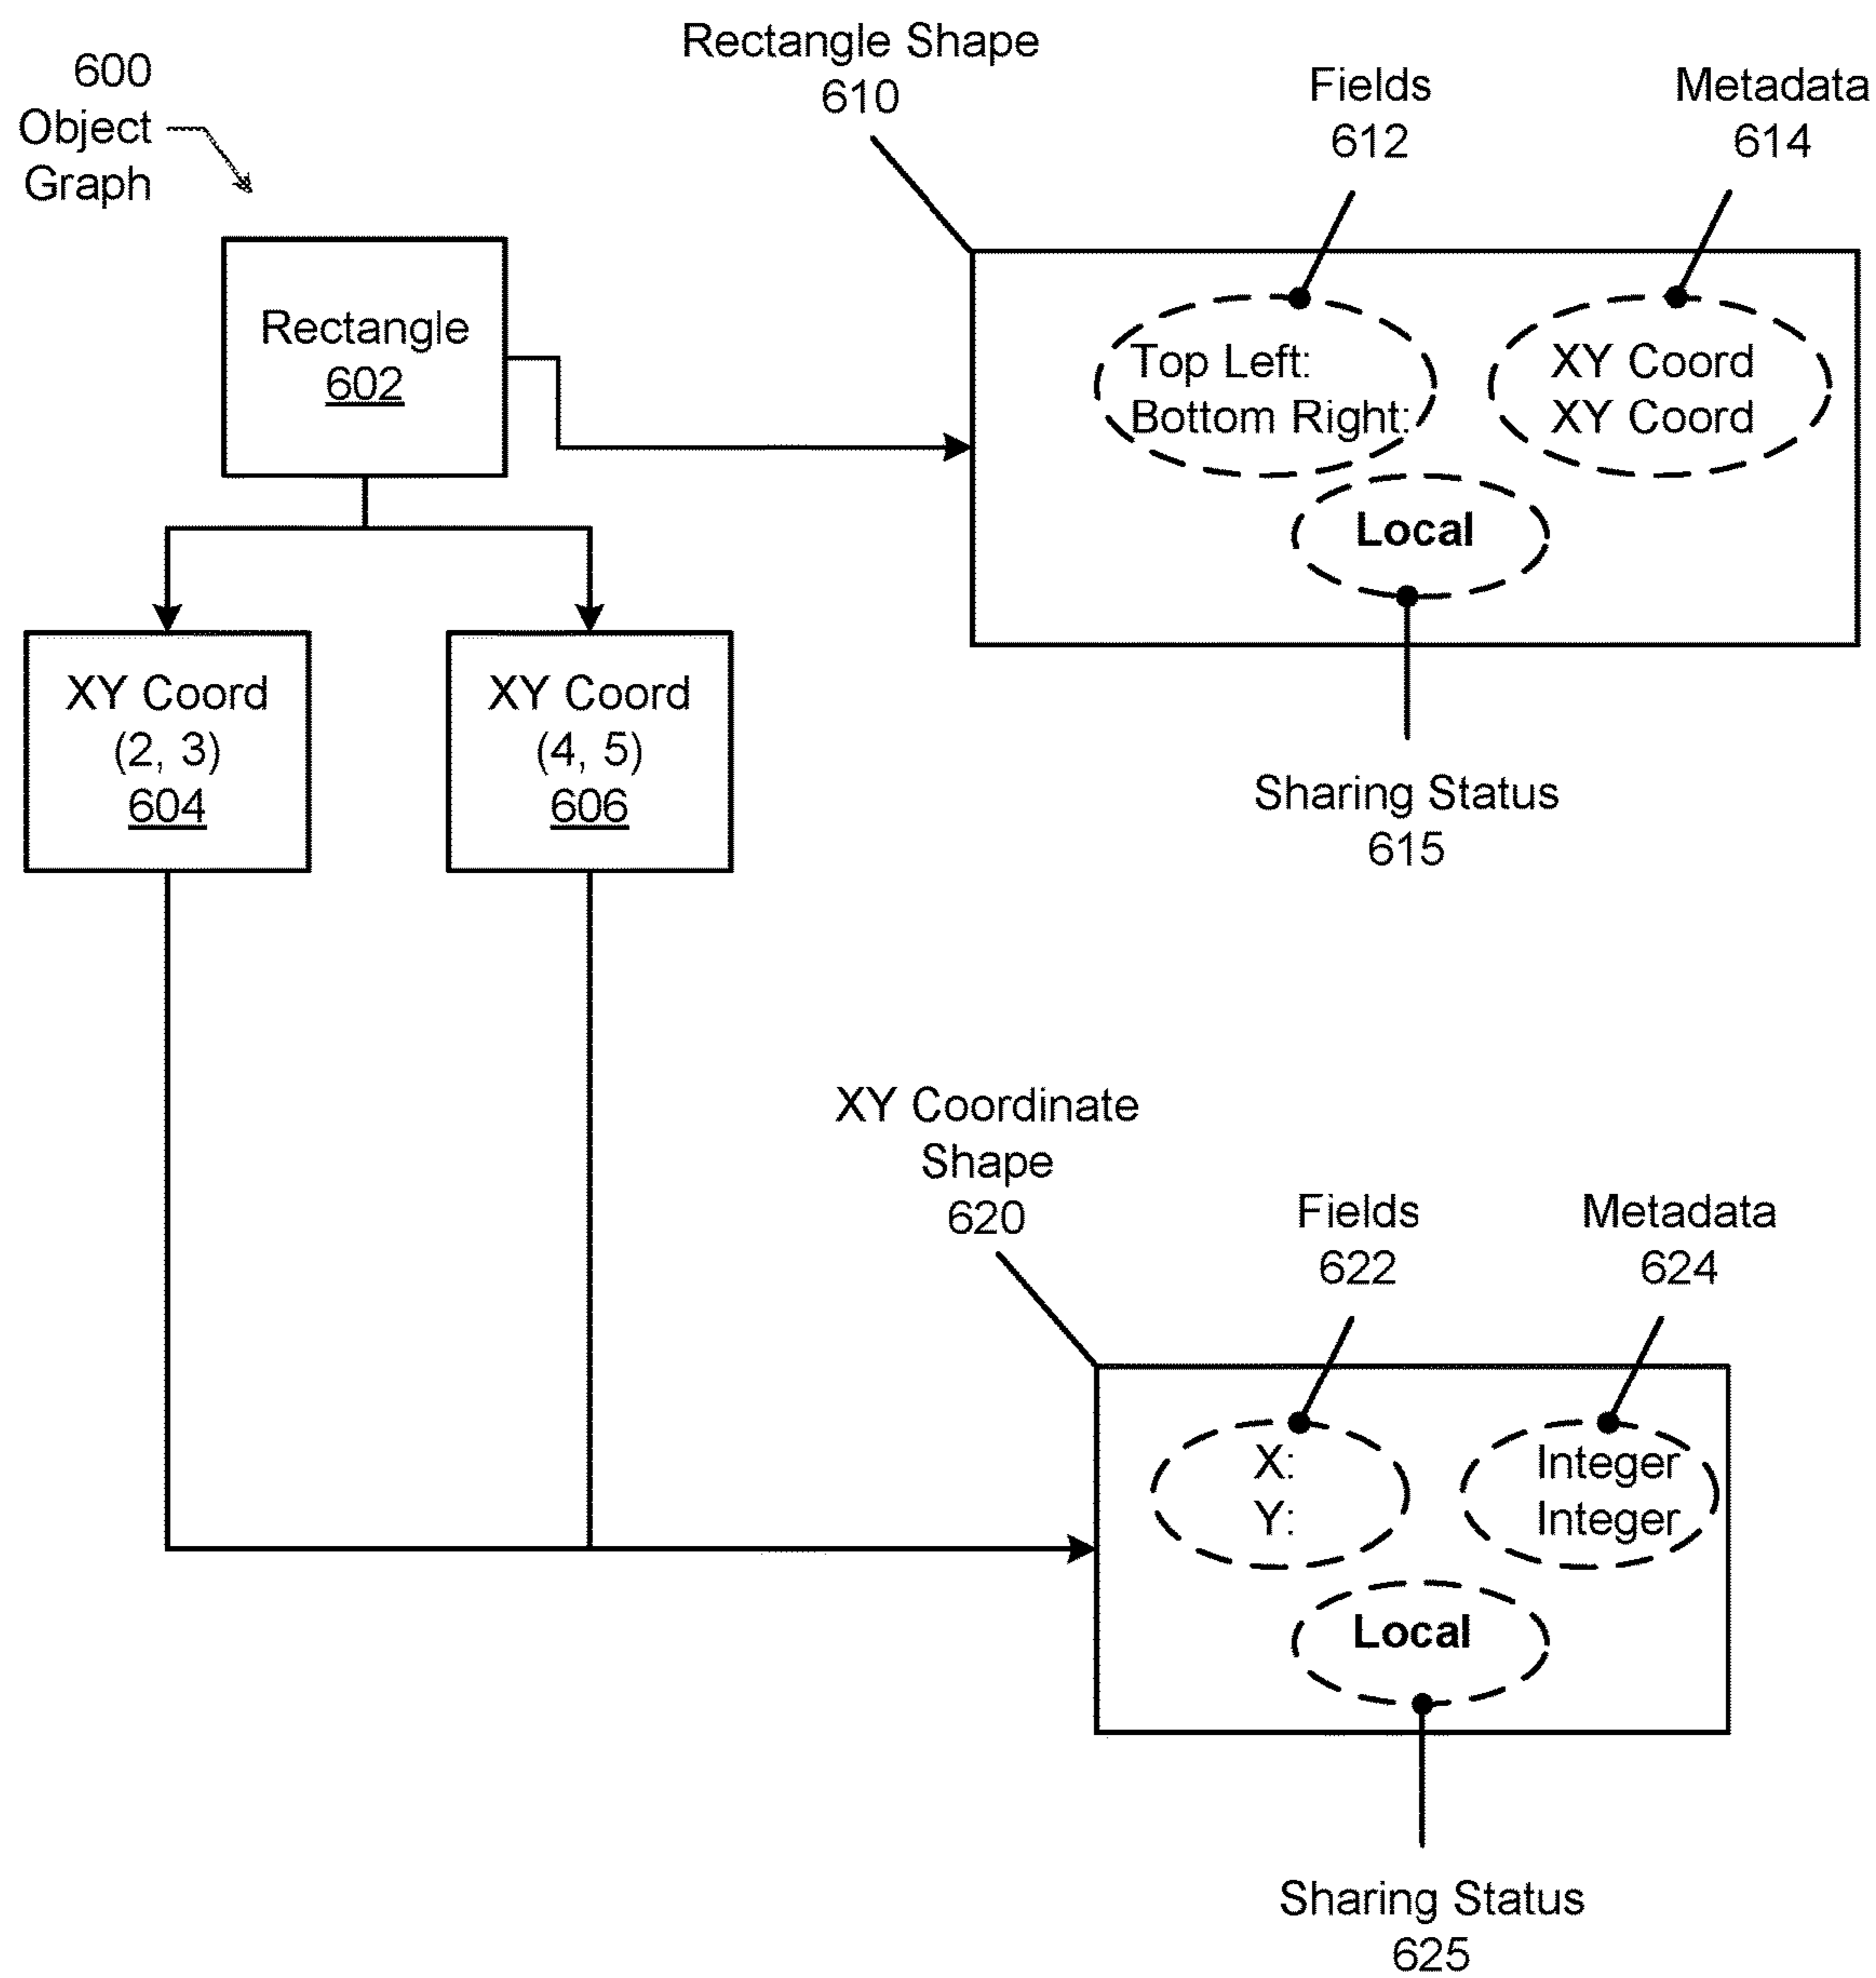 600
Object
Graph
Rectangle Shape
610
Fields
612
Metadata
614
Rectangle
602
Top Left:
Bottom Right:
XY Coord
XY Coord
Local
Sharing Status
615
XY Coord
(2, 3)
604
XY Coord
(4, 5)
606
XY Coordinate
Shape
620
Fields
622
Metadata
624
X:
Y:
Integer
Integer
Local
Sharing Status
625